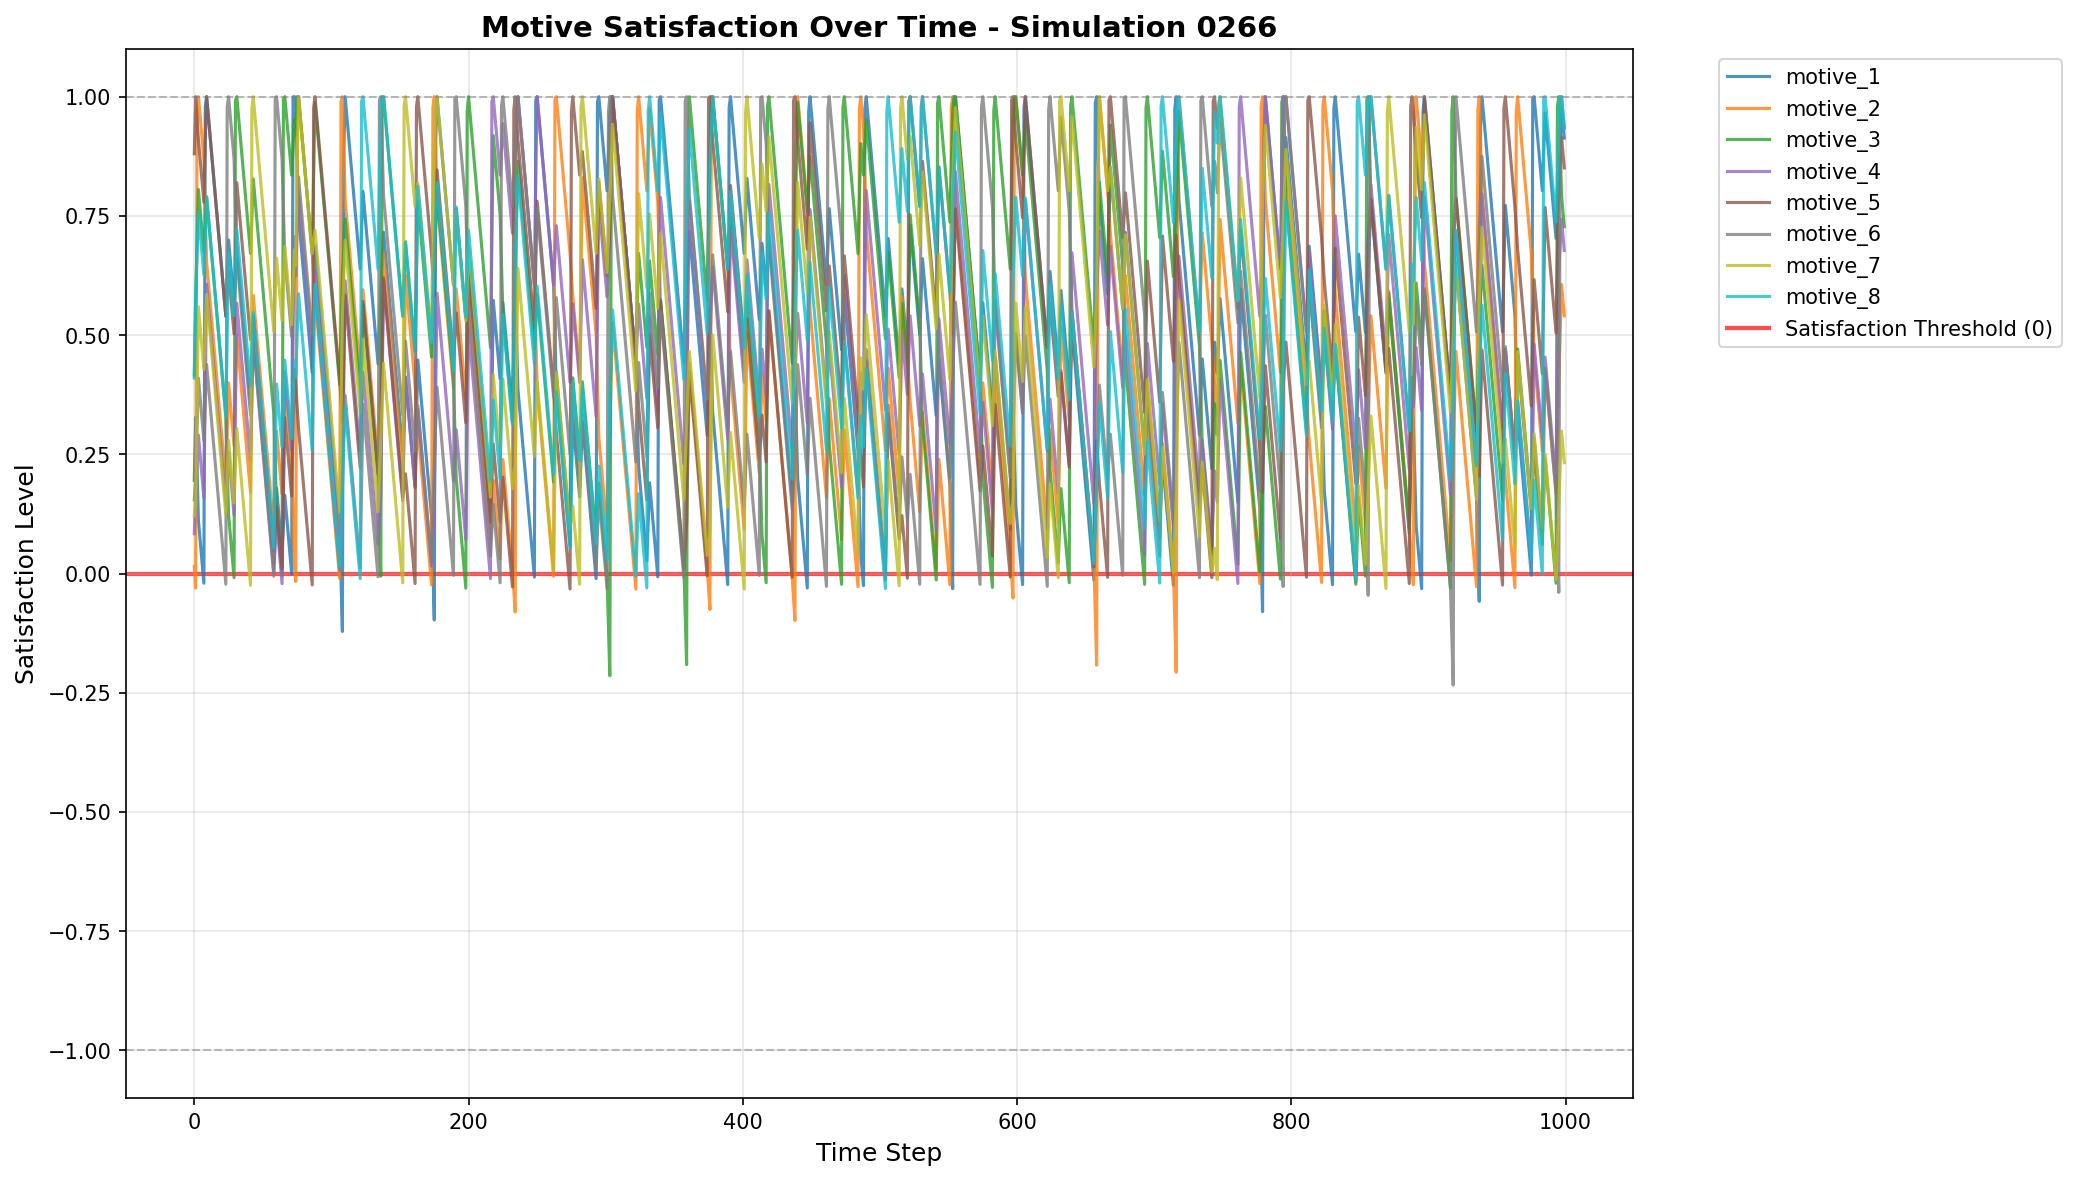 Motive Satisfaction Over Time - Simulation 0266
Satisfaction Level
1.00
0.75
0.50
0.25
0.00
−0.25
−0.50
−0.75
−1.00
0
200
400
600
800
1000
Time Step
motive_1
motive_2
motive_3
motive_4
motive_5
motive_6
motive_7
motive_8
Satisfaction Threshold (0)